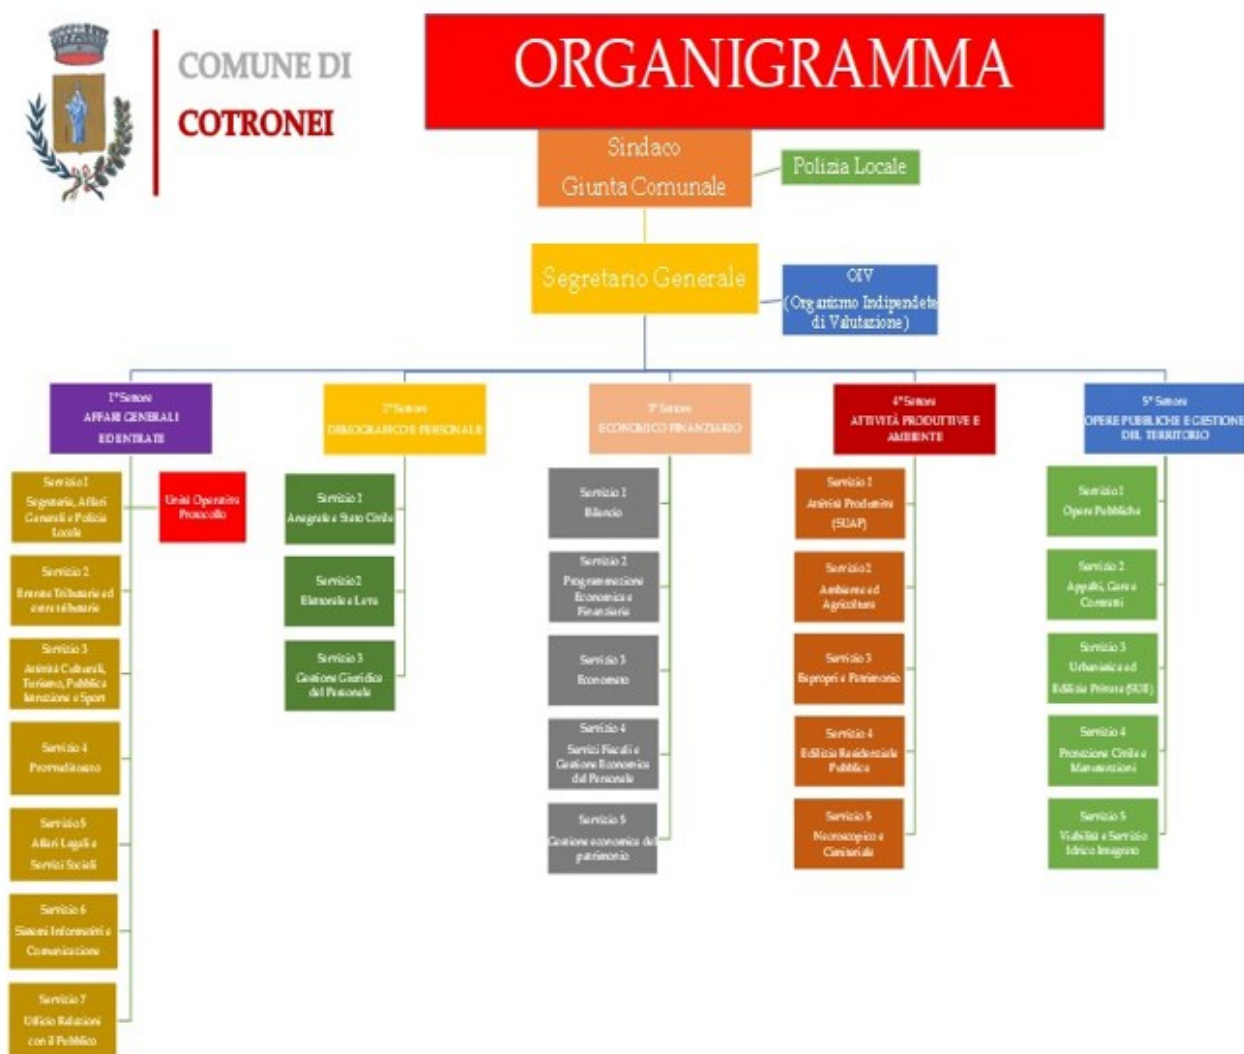 COMUNE DI
COTRONEI
ORGANIGRAMMA
Sindaco
Giunta Comunale
Polizia Locale
Segretario Generale
OIV
( Organismo Indipendete
di Valutazione )
1° Settore
AFFARI GENERALI
ED ENTRATE
2° Settore
DEMOGRAFICO E PERSONALE
3° Settore
ECONOMICO FINANZIARIO
4° Settore
ATTIVITÀ PRODUTTIVE E
AMBIENTE
5° Settore
OPERE PUBBLICHE E GESTIONE
DEL TERRITORIO
Servizio 1
Segreteria, Affari
Generali e Polizia
Locale
Unità Operativa
Protocollo
Servizio 2
Entrate Tributarie ed
extra tributarie
Servizio 3
Attività Culturali,
Turismo, Pubblica
Istruzione e Sport
Servizio 4
Provveditorato
Servizio 5
Affari Legali e
Servizi Sociali
Servizio 6
Sistemi Informativi e
Comunicazione
Servizio 7
Ufficio Relazioni
con il Pubblico
Servizio 1
Anagrafe e Stato Civile
Servizio 2
Elettorale e Leva
Servizio 3
Gestione Giuridica
del Personale
Servizio 1
Bilancio
Servizio 2
Programmazione
Economica e
Finanziaria
Servizio 3
Economato
Servizio 4
Servizi Fiscali e
Gestione Economica
del Personale
Servizio 5
Gestione economica del
patrimonio
Servizio 1
Attività Produttive
(SUAP)
Servizio 2
Ambiente ed
Agricoltura
Servizio 3
Espropri e Patrimonio
Servizio 4
Edilizia Residenziale
Pubblica
Servizio 5
Necroscopico e
Cimiteriale
Servizio 1
Opere Pubbliche
Servizio 2
Appalti, Gare e
Contratti
Servizio 3
Urbanistica ed
Edilizia Privata (SUE)
Servizio 4
Protezione Civile e
Manutenzioni
Servizio 5
Viabilità e Servizio
Idrico Integrato